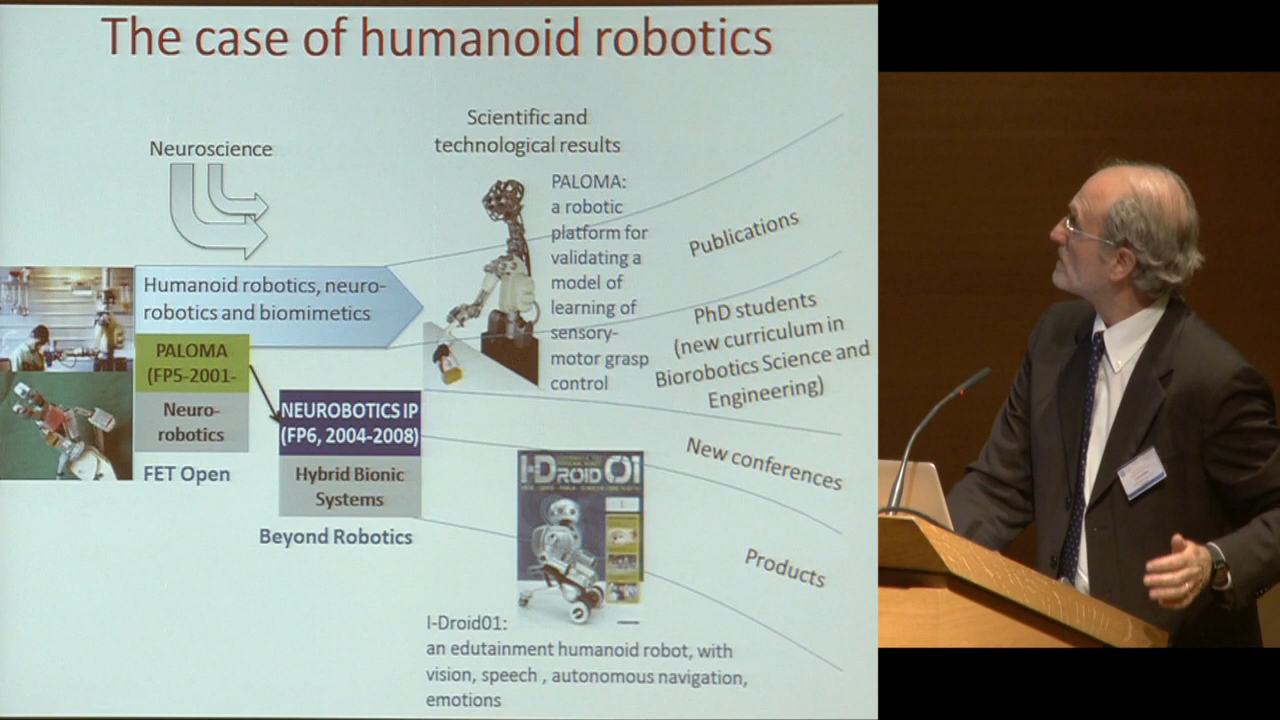 The case of humanoid robotics
Scientific and
technological results
Neuroscience
PALOMA:
a robotic
platform for
validating a
model of
learning of
sensory-
motor grasp
control
Humanoid robotics, neuro-
robotics and biomimetics
PALOMA
(FP5-2001-
Neuro-
robotics
FET Open
NEUROBOTICS IP
(FP6, 2004-2008)
Hybrid Bionic
Systems
Beyond Robotics
Publications
PhD students
(new curriculum in
Biorobotics Science and
Engineering)
New conferences
Products
I-DROID 01
I-Droid01:
an edutainment humanoid robot, with
vision, speech , autonomous navigation,
emotions